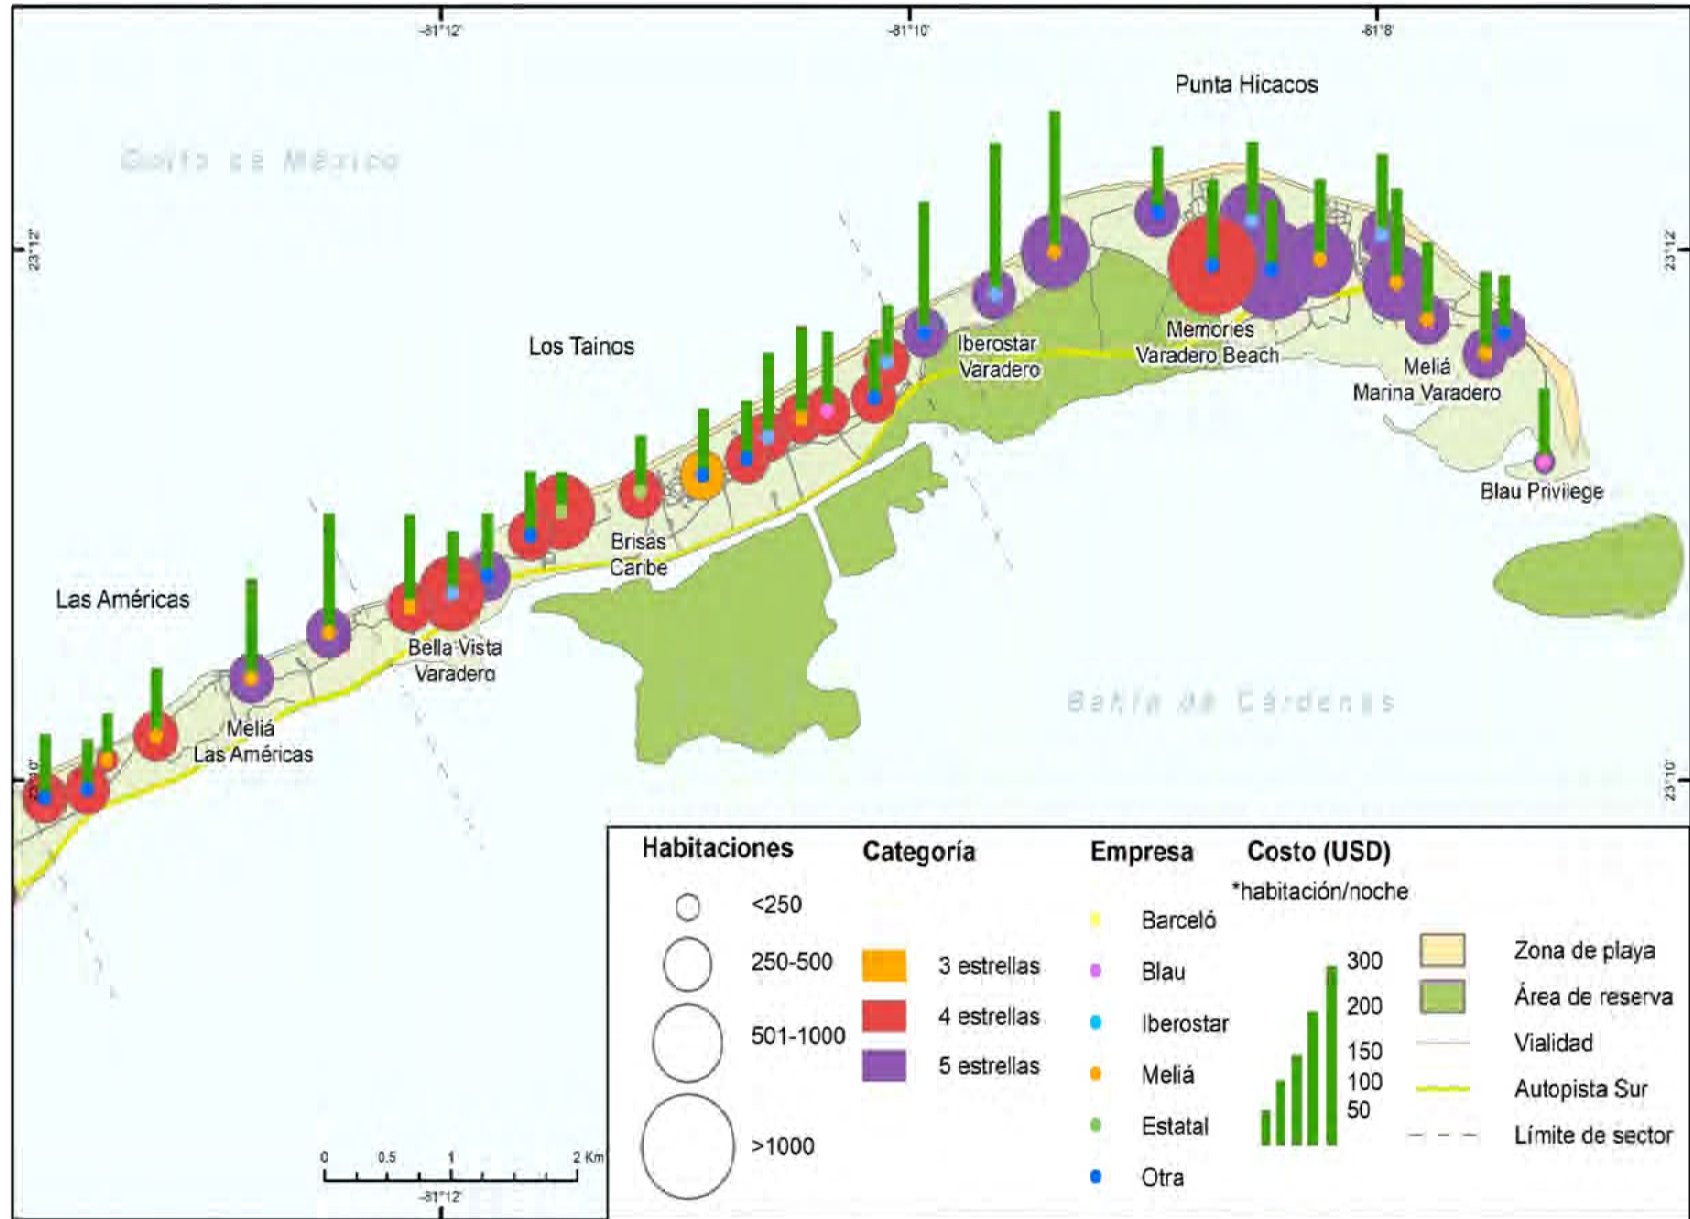 -81°12'
-81°10'
-81°8'
Punta Hicacos
Golfo de México
23°12'
23°12'
Los Tainos
Iberostar
Varadero
Memories
Varadero Beach
Meliá
Marina Varadero
Blau Privilege
Brisas
Caribe
Las Américas
Bella Vista
Varadero
Bahía de Cárdenas
Meliá
Las Américas
23°10'
Habitaciones
<250
250-500
501-1000
>1000
Categoría
3 estrellas
4 estrellas
5 estrellas
Empresa
Barceló
Blau
Iberostar
Meliá
Estatal
Otra
Costo (USD)
*habitación/noche
300
200
150
100
50
Zona de playa
Área de reserva
Vialidad
Autopista Sur
Límite de sector
0 0.5 1 2 Km
-81°12'